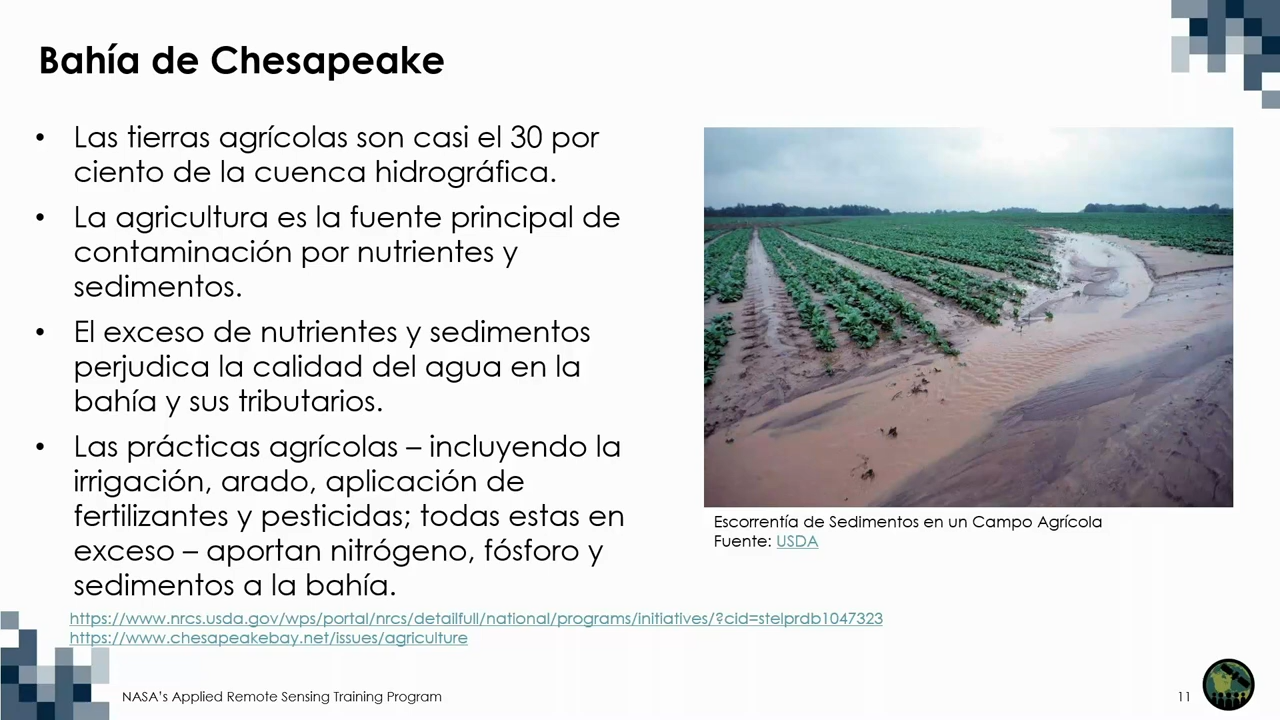 Bahía de Chesapeake
• Las tierras agrícolas son casi el 30 por
ciento de la cuenca hidrográfica.
• La agricultura es la fuente principal de
contaminación por nutrientes y
sedimentos.
• El exceso de nutrientes y sedimentos
perjudica la calidad del agua en la
bahía y sus tributarios.
• Las prácticas agrícolas – incluyendo la
irrigación, arado, aplicación de
fertilizantes y pesticidas; todas estas en
exceso – aportan nitrógeno, fósforo y
sedimentos a la bahía.
Escorrentía de Sedimentos en un Campo Agrícola
Fuente: USDA
https://www.nrcs.usda.gov/wps/portal/nrcs/detailfull/national/programs/initiatives/?cid=stelprdb1047323
https://www.chesapeakebay.net/issues/agriculture
NASA's Applied Remote Sensing Training Program
11